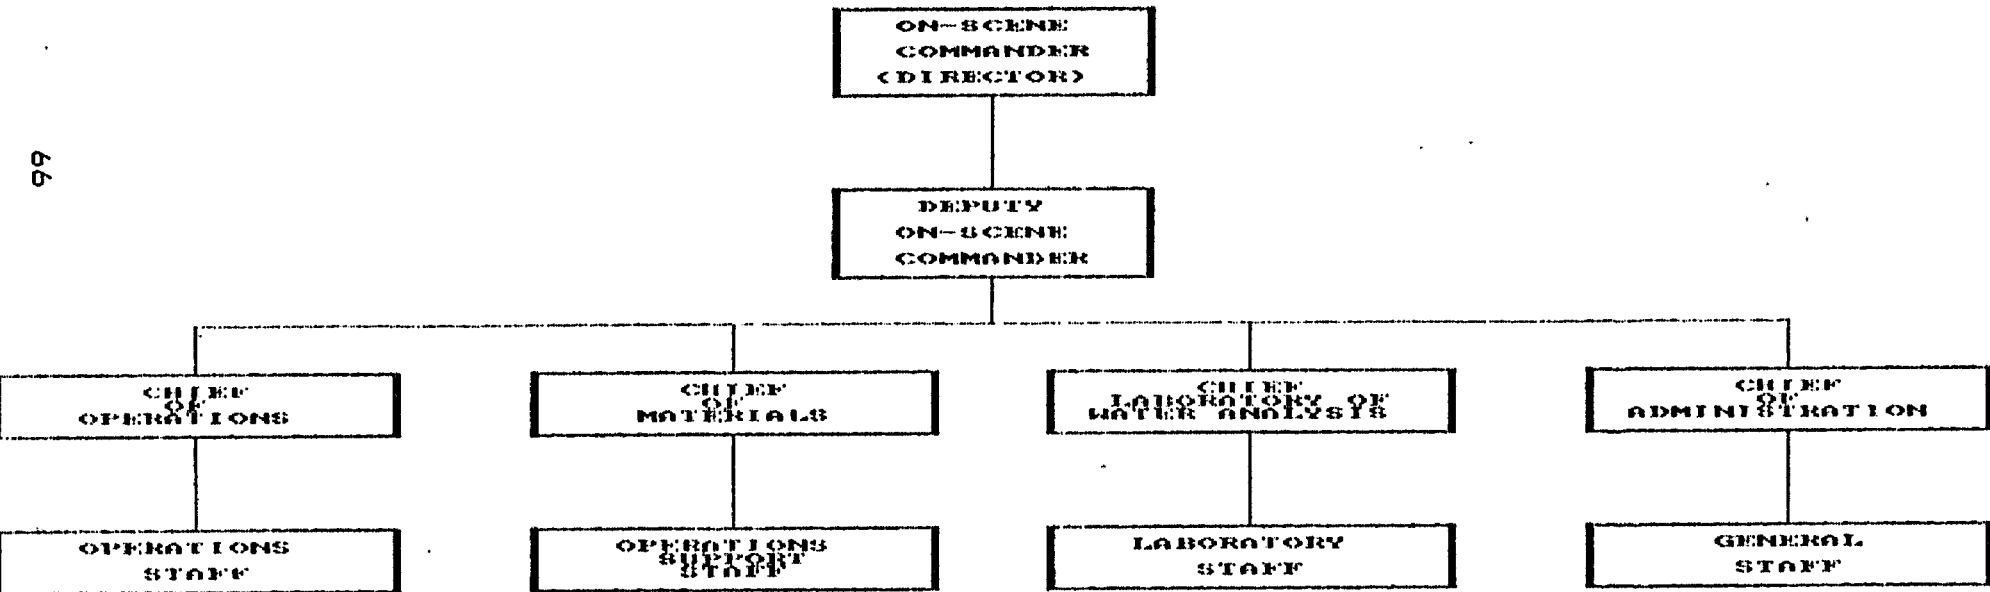 ON-SCENE
COMMANDER
(DIRECTOR)
66
DEPUTY
ON-SCENE
COMMANDER
CHIEF
OF
OPERATIONS
CHIEF
OF
MATERIALS
CHIEF
LABORATORY OF
WATER ANALYSIS
CHIEF
OF
ADMINISTRATION
OPERATIONS
STAFF
OPERATIONS
SUPPORT
STAFF
LABORATORY
STAFF
GENERAL
STAFF